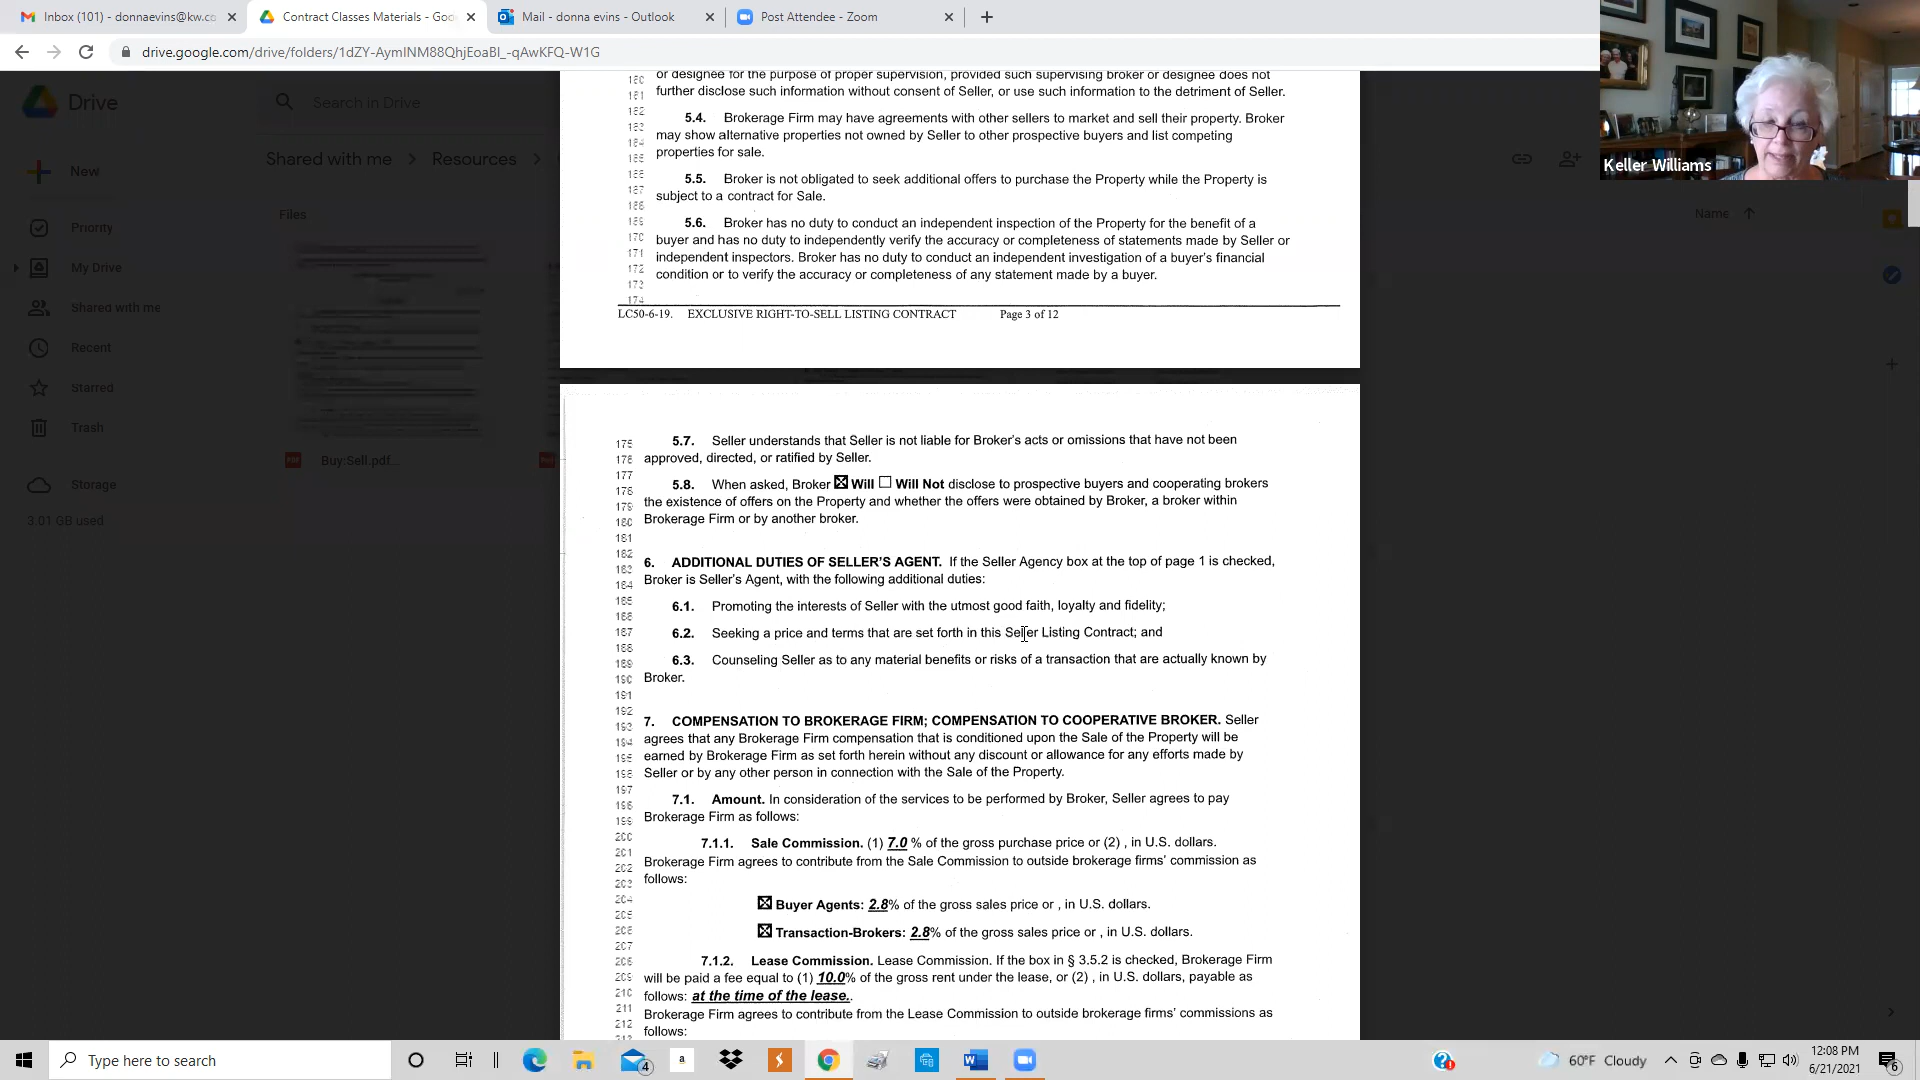 Inbox (101) - donnaevins@kw.co
Contract Classes Materials - Goo
Mail - donna evins - Outlook
Post Attendee - Zoom
drive.google.com/drive/folders/1dZY-AymINM88QhjEoaBI_-qAwKFQ-W1G
Drive
Search in Drive
New
Shared with me
Resources
Files
Name
Priority
My Drive
Shared with me
Recent
Starred
Trash
Storage
3.01 GB used
Buy:Sell.pdf...
Keller Williams
or designee for the purpose of proper supervision, provided such supervising broker or designee does not
further disclose such information without consent of Seller, or use such information to the detriment of Seller.
5.4. Brokerage Firm may have agreements with other sellers to market and sell their property. Broker
may show alternative properties not owned by Seller to other prospective buyers and list competing
properties for sale.
5.5. Broker is not obligated to seek additional offers to purchase the Property while the Property is
subject to a contract for Sale.
5.6. Broker has no duty to conduct an independent inspection of the Property for the benefit of a
buyer and has no duty to independently verify the accuracy or completeness of statements made by Seller or
independent inspectors. Broker has no duty to conduct an independent investigation of a buyer's financial
condition or to verify the accuracy or completeness of any statement made by a buyer.
LC50-6-19. EXCLUSIVE RIGHT-TO-SELL LISTING CONTRACT Page 3 of 12
5.7. Seller understands that Seller is not liable for Broker's acts or omissions that have not been
approved, directed, or ratified by Seller.
5.8. When asked, Broker ☒ Will ☐ Will Not disclose to prospective buyers and cooperating brokers
the existence of offers on the Property and whether the offers were obtained by Broker, a broker within
Brokerage Firm or by another broker.
6. ADDITIONAL DUTIES OF SELLER'S AGENT. If the Seller Agency box at the top of page 1 is checked,
Broker is Seller's Agent, with the following additional duties:
6.1. Promoting the interests of Seller with the utmost good faith, loyalty and fidelity;
6.2. Seeking a price and terms that are set forth in this Seller Listing Contract; and
6.3. Counseling Seller as to any material benefits or risks of a transaction that are actually known by
Broker.
7. COMPENSATION TO BROKERAGE FIRM; COMPENSATION TO COOPERATIVE BROKER. Seller
agrees that any Brokerage Firm compensation that is conditioned upon the Sale of the Property will be
earned by Brokerage Firm as set forth herein without any discount or allowance for any efforts made by
Seller or by any other person in connection with the Sale of the Property.
7.1. Amount. In consideration of the services to be performed by Broker, Seller agrees to pay
Brokerage Firm as follows:
7.1.1. Sale Commission. (1) 7.0 % of the gross purchase price or (2) , in U.S. dollars.
Brokerage Firm agrees to contribute from the Sale Commission to outside brokerage firms' commission as
follows:
☒ Buyer Agents: 2.8% of the gross sales price or , in U.S. dollars.
☒ Transaction-Brokers: 2.8% of the gross sales price or , in U.S. dollars.
7.1.2. Lease Commission. Lease Commission. If the box in § 3.5.2 is checked, Brokerage Firm
will be paid a fee equal to (1) 10.0% of the gross rent under the lease, or (2) , in U.S. dollars, payable as
follows: at the time of the lease..
Brokerage Firm agrees to contribute from the Lease Commission to outside brokerage firms' commissions as
follows:
Type here to search
60°F Cloudy
12:08 PM
6/21/2021